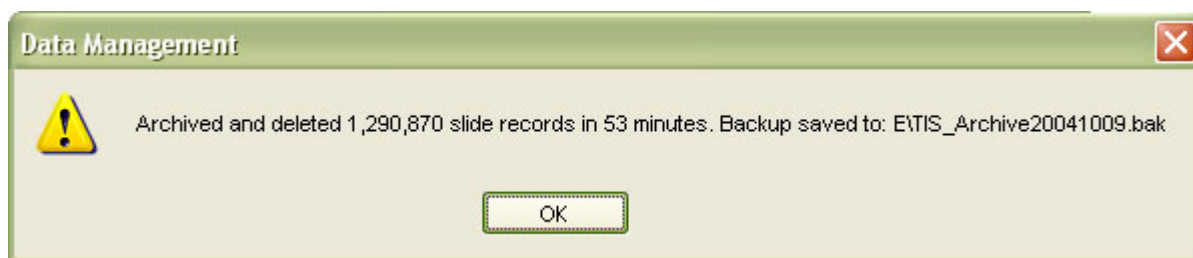 Data Management
Archived and deleted 1,290,870 slide records in 53 minutes. Backup saved to: E\TIS_Archive20041009.bak
OK